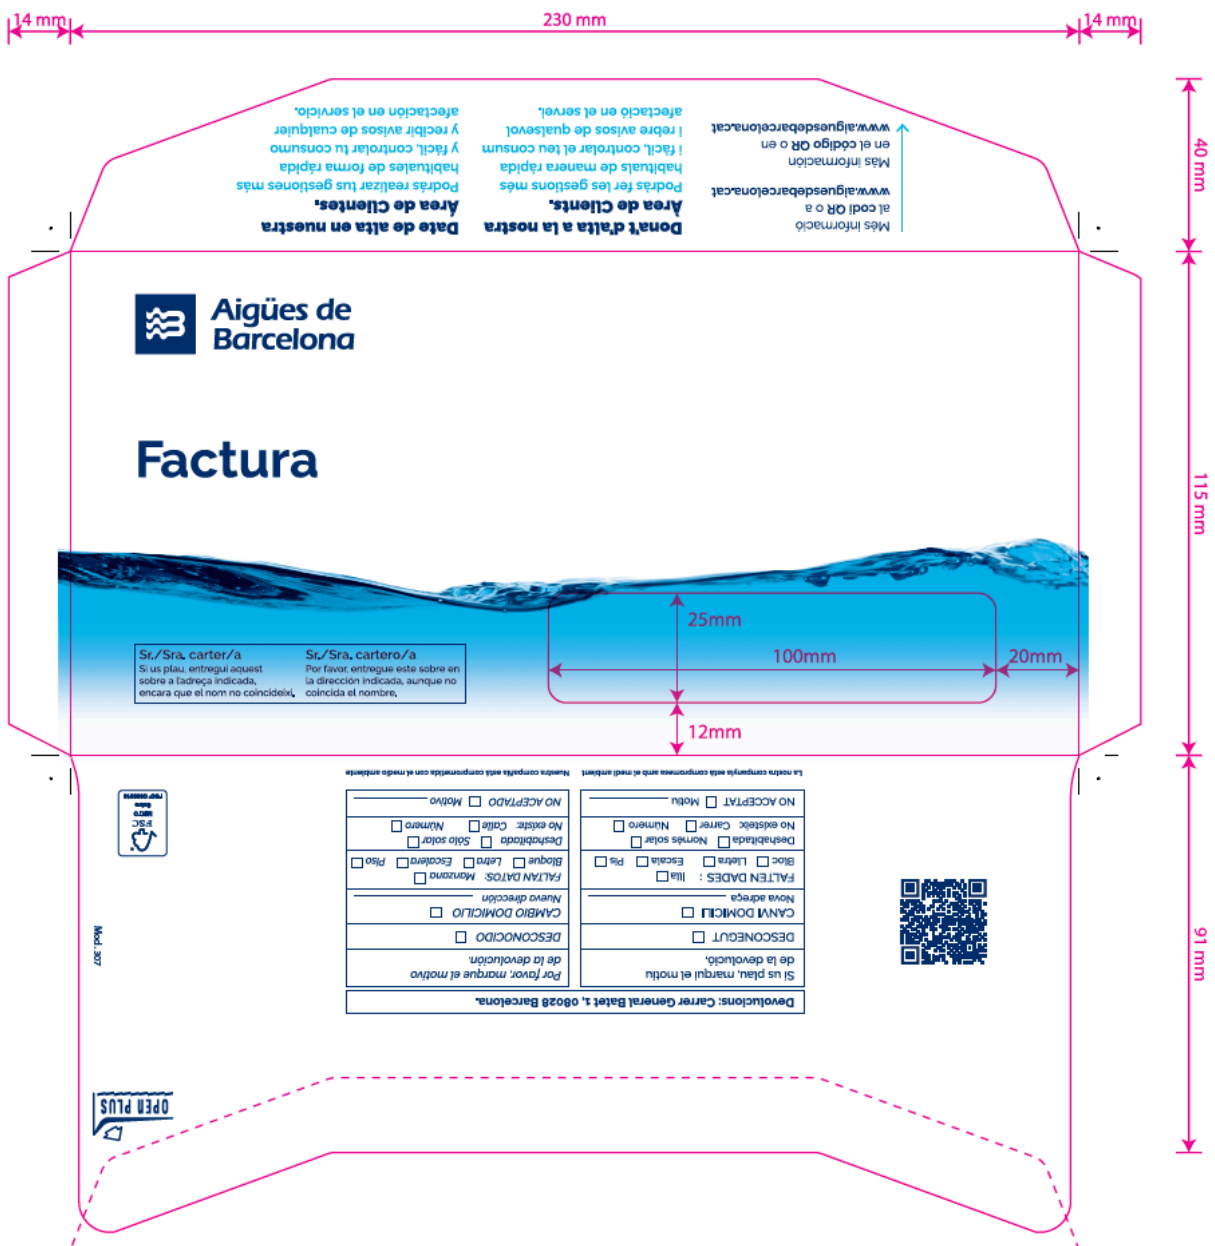 14 mm
230 mm
14 mm
40 mm
115 mm
91 mm
Date de alta en nuestra
Área de Clientes.
Podrás realizar tus gestiones más
habituales de forma rápida
y fácil, controlar tu consumo
y recibir avisos de cualquier
afectación en el servicio.
Dona't d'alta a la nostra
Àrea de Clients.
Podràs fer les gestions més
habituals de manera ràpida
i fàcil, controlar el teu consum
i rebre avisos de qualsevol
afectació en el servei.
Més informació
al codi QR o a
www.aiguesdebarcelona.cat
Más información
en el código QR o en
www.aiguesdebarcelona.cat
Aigües de
Barcelona
Factura
25mm
100mm
20mm
12mm
Sr./Sra. carter/a
Si us plau, entregui aquest
sobre a l'adreça indicada,
encara que el nom no coincideixi.
Sr./Sra. cartero/a
Por favor, entregue este sobre en
la dirección indicada, aunque no
coincida el nombre.
Devolucions: Carrer General Batet 1, 08028 Barcelona.
Si us plau, marqui el motiu
de la devolució.
DESCONEGUT
CANVI DOMICILI
Nova adreça
FALTEN DADES : Illa
Bloc Lletra Escala Pis
Deshabitada Només solar
No existeix: Carrer Número
NO ACCEPTAT Motiu
La nostra companyia està compromesa amb el medi ambient
Por favor, marque el motivo
de la devolución.
DESCONOCIDO
CAMBIO DOMICILIO
Nueva dirección
FALTAN DATOS: Manzana
Bloque Letra Escalera Piso
Deshabitada Sólo solar
No existe: Calle Número
NO ACEPTADO Motivo
Nuestra compañía está comprometida con el medio ambiente
FSC
MIXTO
Sobre
Mod. 307
OPEN PLUS